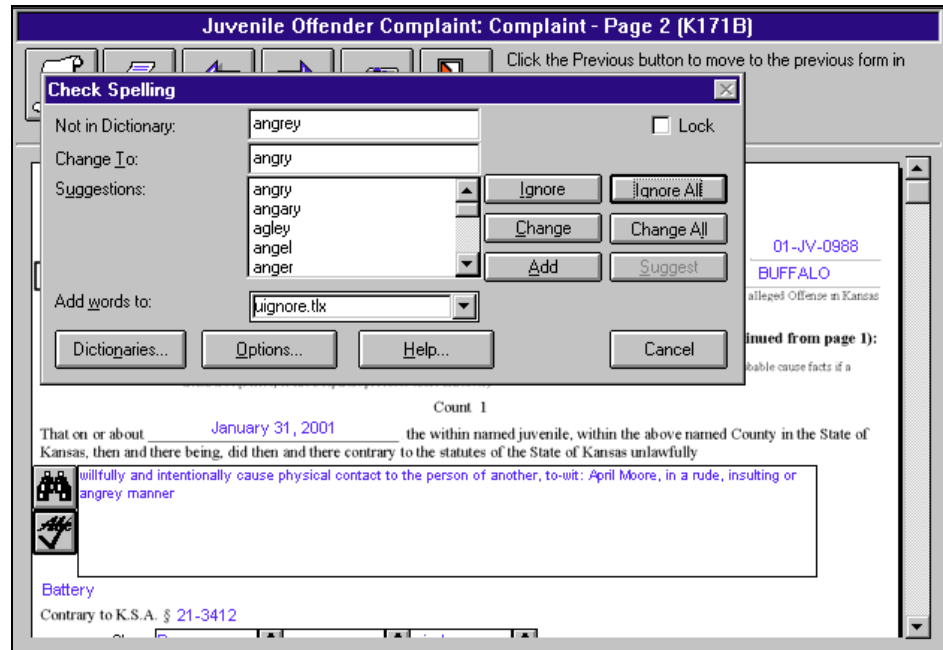 Juvenile Offender Complaint: Complaint - Page 2 (K171B)
Click the Previous button to move to the previous form in
Check Spelling
Not in Dictionary: angrey Lock
Change To: angry
Suggestions: angry Ignore Ignore All
angary
agley Change Change All
angel
anger Add Suggest
Add words to: uignore.tlx
Dictionaries... Options... Help... Cancel
01-JV-0988
BUFFALO
alleged Offense in Kansas
inued from page 1):
bable cause facts if a
Count 1
That on or about January 31, 2001 the within named juvenile, within the above named County in the State of
Kansas, then and there being, did then and there contrary to the statutes of the State of Kansas unlawfully
willfully and intentionally cause physical contact to the person of another, to-wit: April Moore, in a rude, insulting or
angrey manner
Abc
Battery
Contrary to K.S.A. § 21-3412